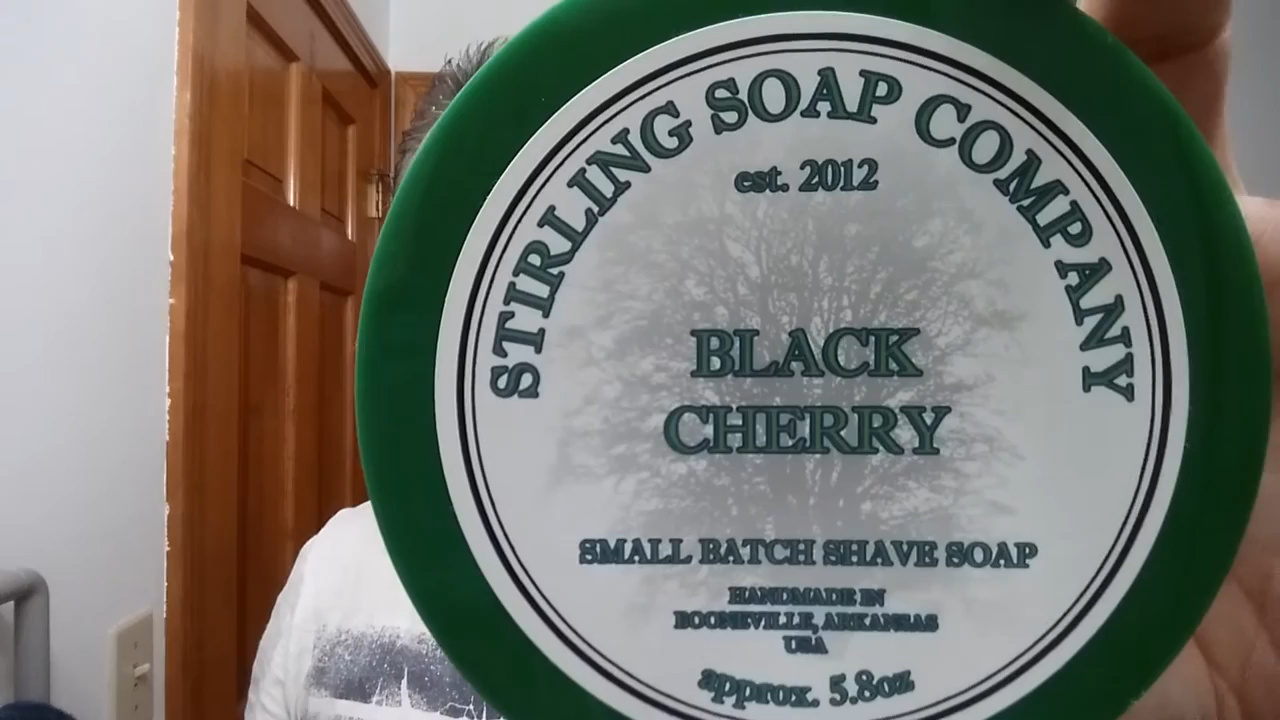 STIRLING SOAP COMPANY
est. 2012
BLACK
CHERRY
SMALL BATCH SHAVE SOAP
HANDMADE IN
BOONEVILLE, ARKANSAS
USA
approx. 5.8oz